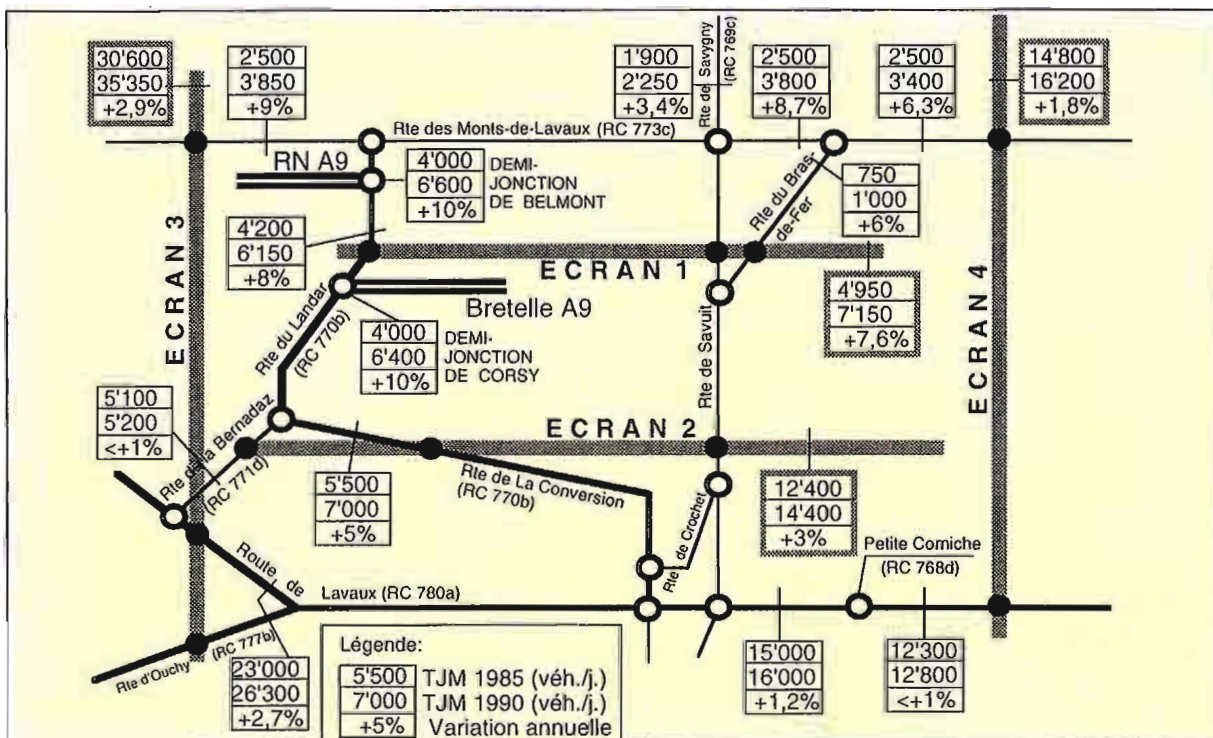 30'600
35'350
+2,9%
2'500
3'850
+9%
1'900
2'250
+3,4%
Rte de Savygny
(RC 769c)
2'500
3'800
+8,7%
2'500
3'400
+6,3%
14'800
16'200
+1,8%
Rte des Monts-de-Lavaux (RC 773c)
RN A9
4'000
6'600
+10%
DEMI-
JONCTION
DE BELMONT
Rte du Bras-
de-Fer
750
1'000
+6%
4'200
6'150
+8%
ECRAN 3
ECRAN 1
ECRAN 4
Bretelle A9
4'950
7'150
+7,6%
Rte du Landar
(RC 770b)
4'000
6'400
+10%
DEMI-
JONCTION
DE CORSY
Rte de Savuit
5'100
5'200
<+1%
ECRAN 2
Rte de la Bernadaz
(RC 771d)
5'500
7'000
+5%
Rte de La Conversion
(RC 770b)
12'400
14'400
+3%
Rte de Crochet
Petite Corniche
(RC 768d)
Route de
Lavaux (RC 780a)
Rte d'Ouchy
(RC 777b)
23'000
26'300
+2,7%
15'000
16'000
+1,2%
12'300
12'800
<+1%
Légende:
5'500 TJM 1985 (véh./j.)
7'000 TJM 1990 (véh./j.)
+5% Variation annuelle